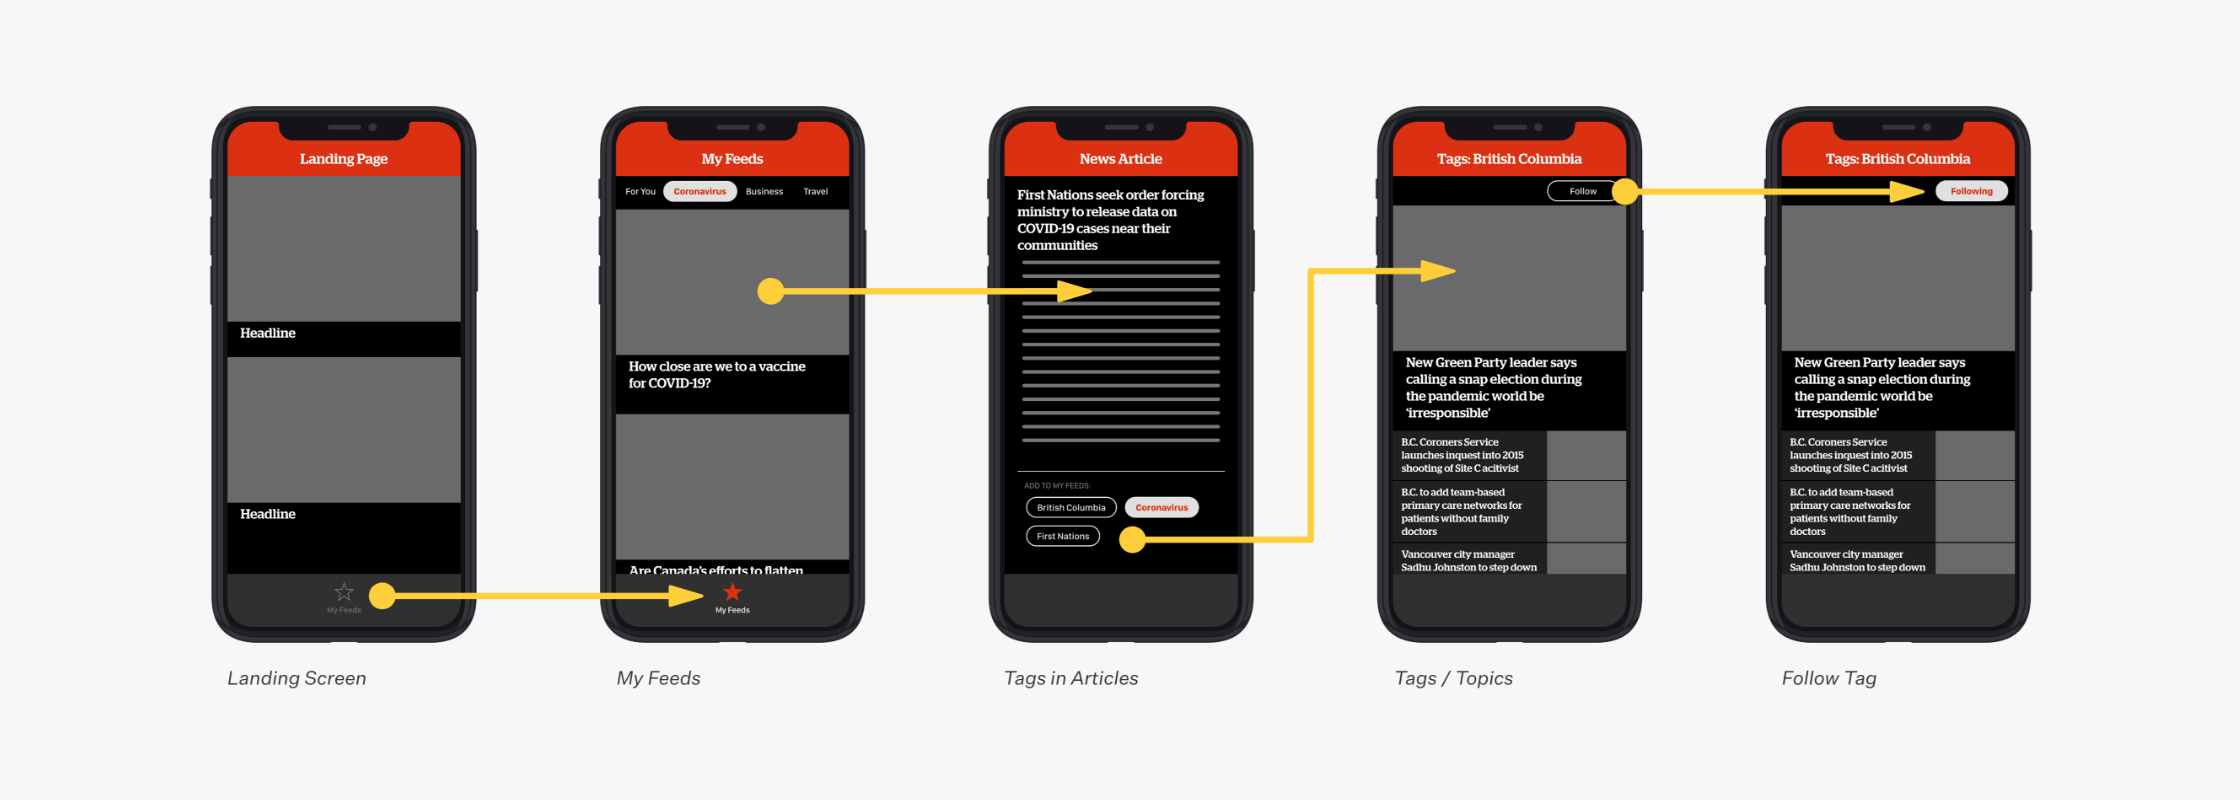 Landing Page
Headline
Headline
My Feeds
Landing Screen
My Feeds
For You Coronavirus Business Travel
How close are we to a vaccine
for COVID-19?
Are Canada's efforts to flatten
My Feeds
My Feeds
News Article
First Nations seek order forcing
ministry to release data on
COVID-19 cases near their
communities
ADD TO MY FEEDS:
British Columbia Coronavirus
First Nations
Tags in Articles
Tags: British Columbia
Follow
New Green Party leader says
calling a snap election during
the pandemic world be
‘irresponsible’
B.C. Coroners Service
launches inquest into 2015
shooting of Site C acitivist
B.C. to add team-based
primary care networks for
patients without family
doctors
Vancouver city manager
Sadhu Johnston to step down
Tags / Topics
Tags: British Columbia
Following
New Green Party leader says
calling a snap election during
the pandemic world be
‘irresponsible’
B.C. Coroners Service
launches inquest into 2015
shooting of Site C acitivist
B.C. to add team-based
primary care networks for
patients without family
doctors
Vancouver city manager
Sadhu Johnston to step down
Follow Tag